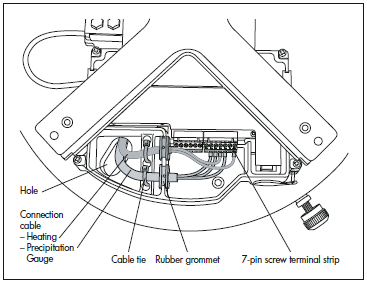 Hole
Connection
cable
– Heating
– Precipitation
Gauge
Cable tie
Rubber grommet
7-pin screw terminal strip